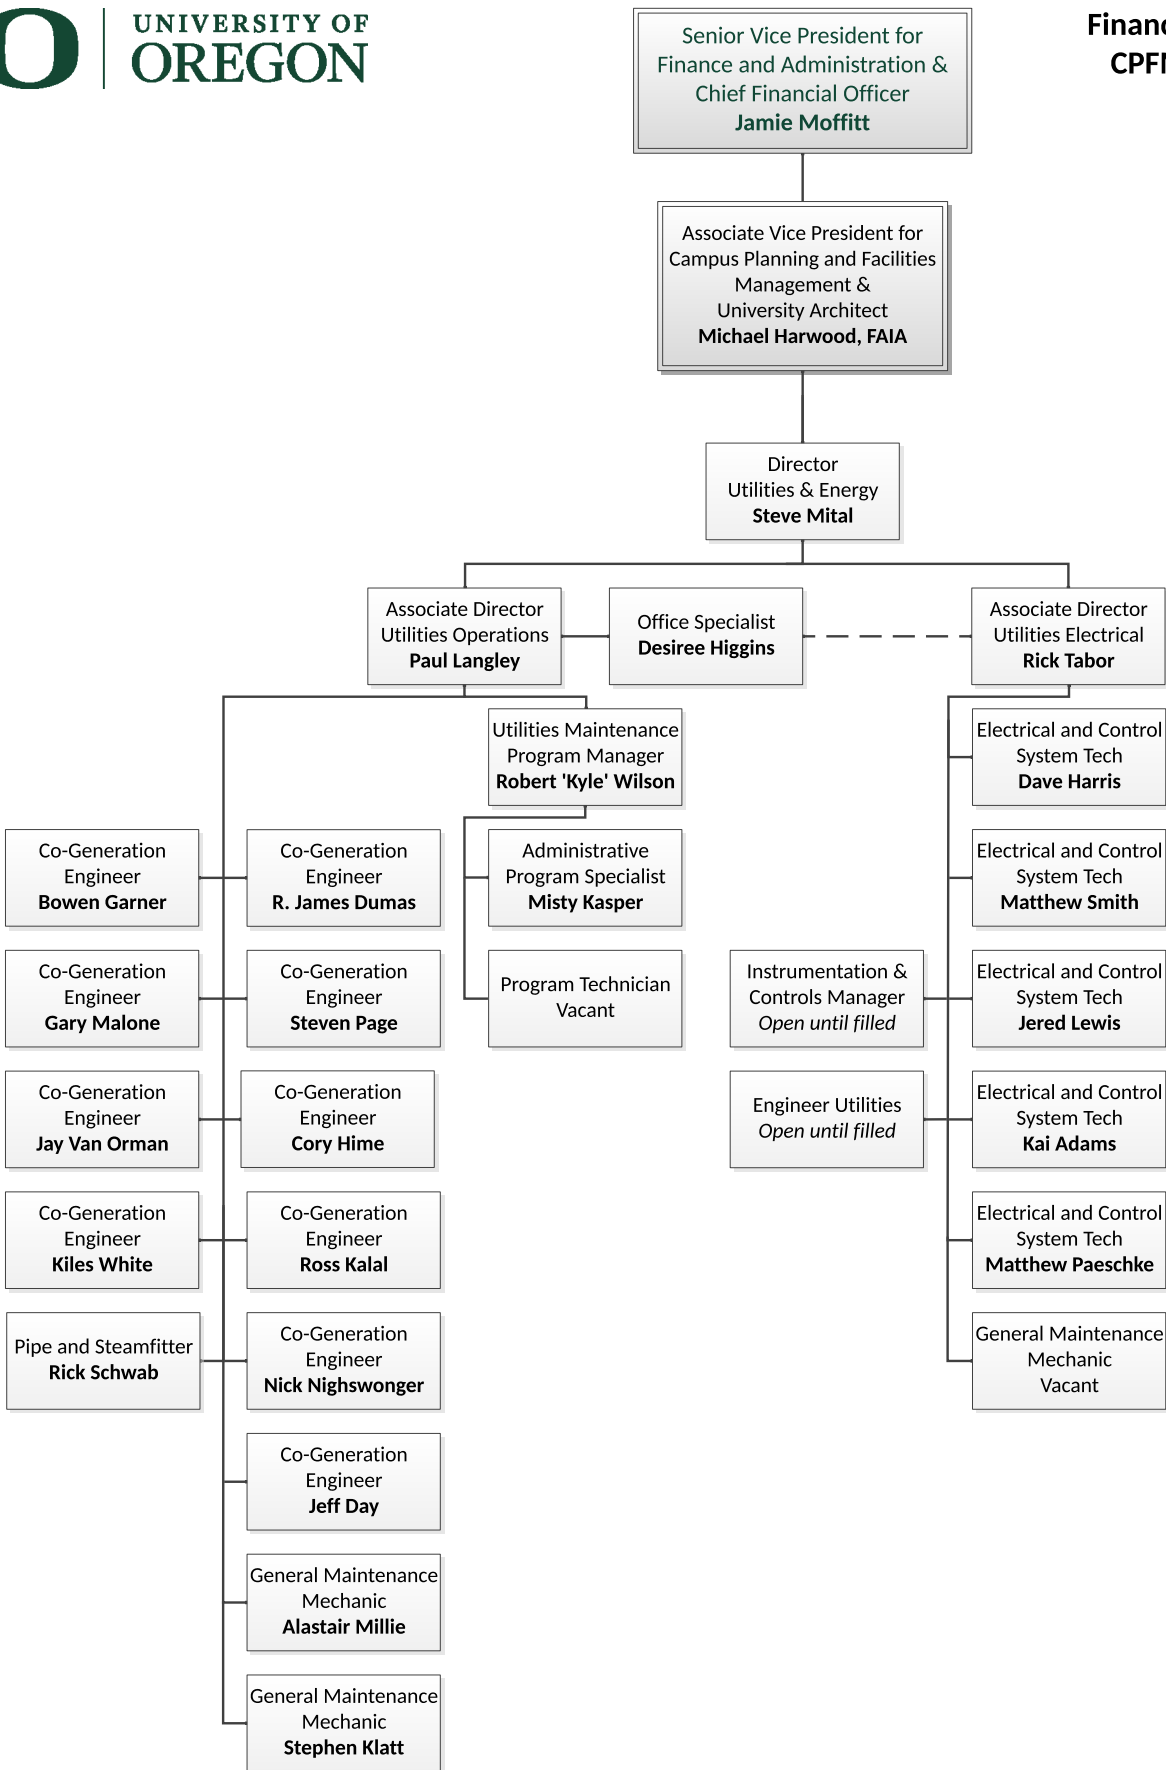 UNIVERSITY OF
OREGON
Senior Vice President for
Finance and Administration &
Chief Financial Officer
Jamie Moffitt
Associate Vice President for
Campus Planning and Facilities
Management &
University Architect
Michael Harwood, FAIA
Director
Utilities & Energy
Steve Mital
Associate Director
Utilities Operations
Paul Langley
Office Specialist
Desiree Higgins
Associate Director
Utilities Electrical
Rick Tabor
Utilities Maintenance
Program Manager
Robert 'Kyle' Wilson
Electrical and Control
System Tech
Dave Harris
Co-Generation
Engineer
Bowen Garner
Co-Generation
Engineer
R. James Dumas
Administrative
Program Specialist
Misty Kasper
Electrical and Control
System Tech
Matthew Smith
Co-Generation
Engineer
Gary Malone
Co-Generation
Engineer
Steven Page
Program Technician
Vacant
Instrumentation &
Controls Manager
Open until filled
Electrical and Control
System Tech
Jered Lewis
Co-Generation
Engineer
Jay Van Orman
Co-Generation
Engineer
Cory Hime
Engineer Utilities
Open until filled
Electrical and Control
System Tech
Kai Adams
Co-Generation
Engineer
Kiles White
Co-Generation
Engineer
Ross Kalal
Electrical and Control
System Tech
Matthew Paeschke
Pipe and Steamfitter
Rick Schwab
Co-Generation
Engineer
Nick Nighswonger
General Maintenance
Mechanic
Vacant
Co-Generation
Engineer
Jeff Day
General Maintenance
Mechanic
Alastair Millie
General Maintenance
Mechanic
Stephen Klatt